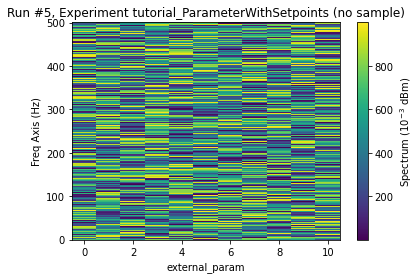 Run #5, Experiment tutorial_ParameterWithSetpoints (no sample)
500
400
300
200
100
0
Freq Axis (Hz)
0 2 4 6 8 10
external_param
800
600
400
200
Spectrum (10⁻³ dBm)